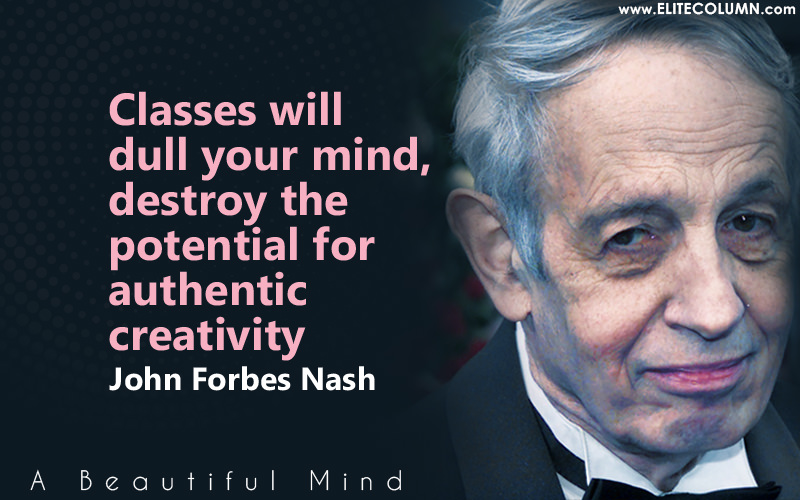 www.ELITECOLUMN.com
Classes will
dull your mind,
destroy the
potential for
authentic
creativity
John Forbes Nash
A Beautiful Mind